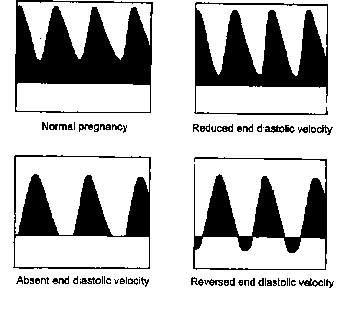 Normal pregnancy
Reduced end diastolic velocity
Absent end diastolic velocity
Reversed end diastolic velocity